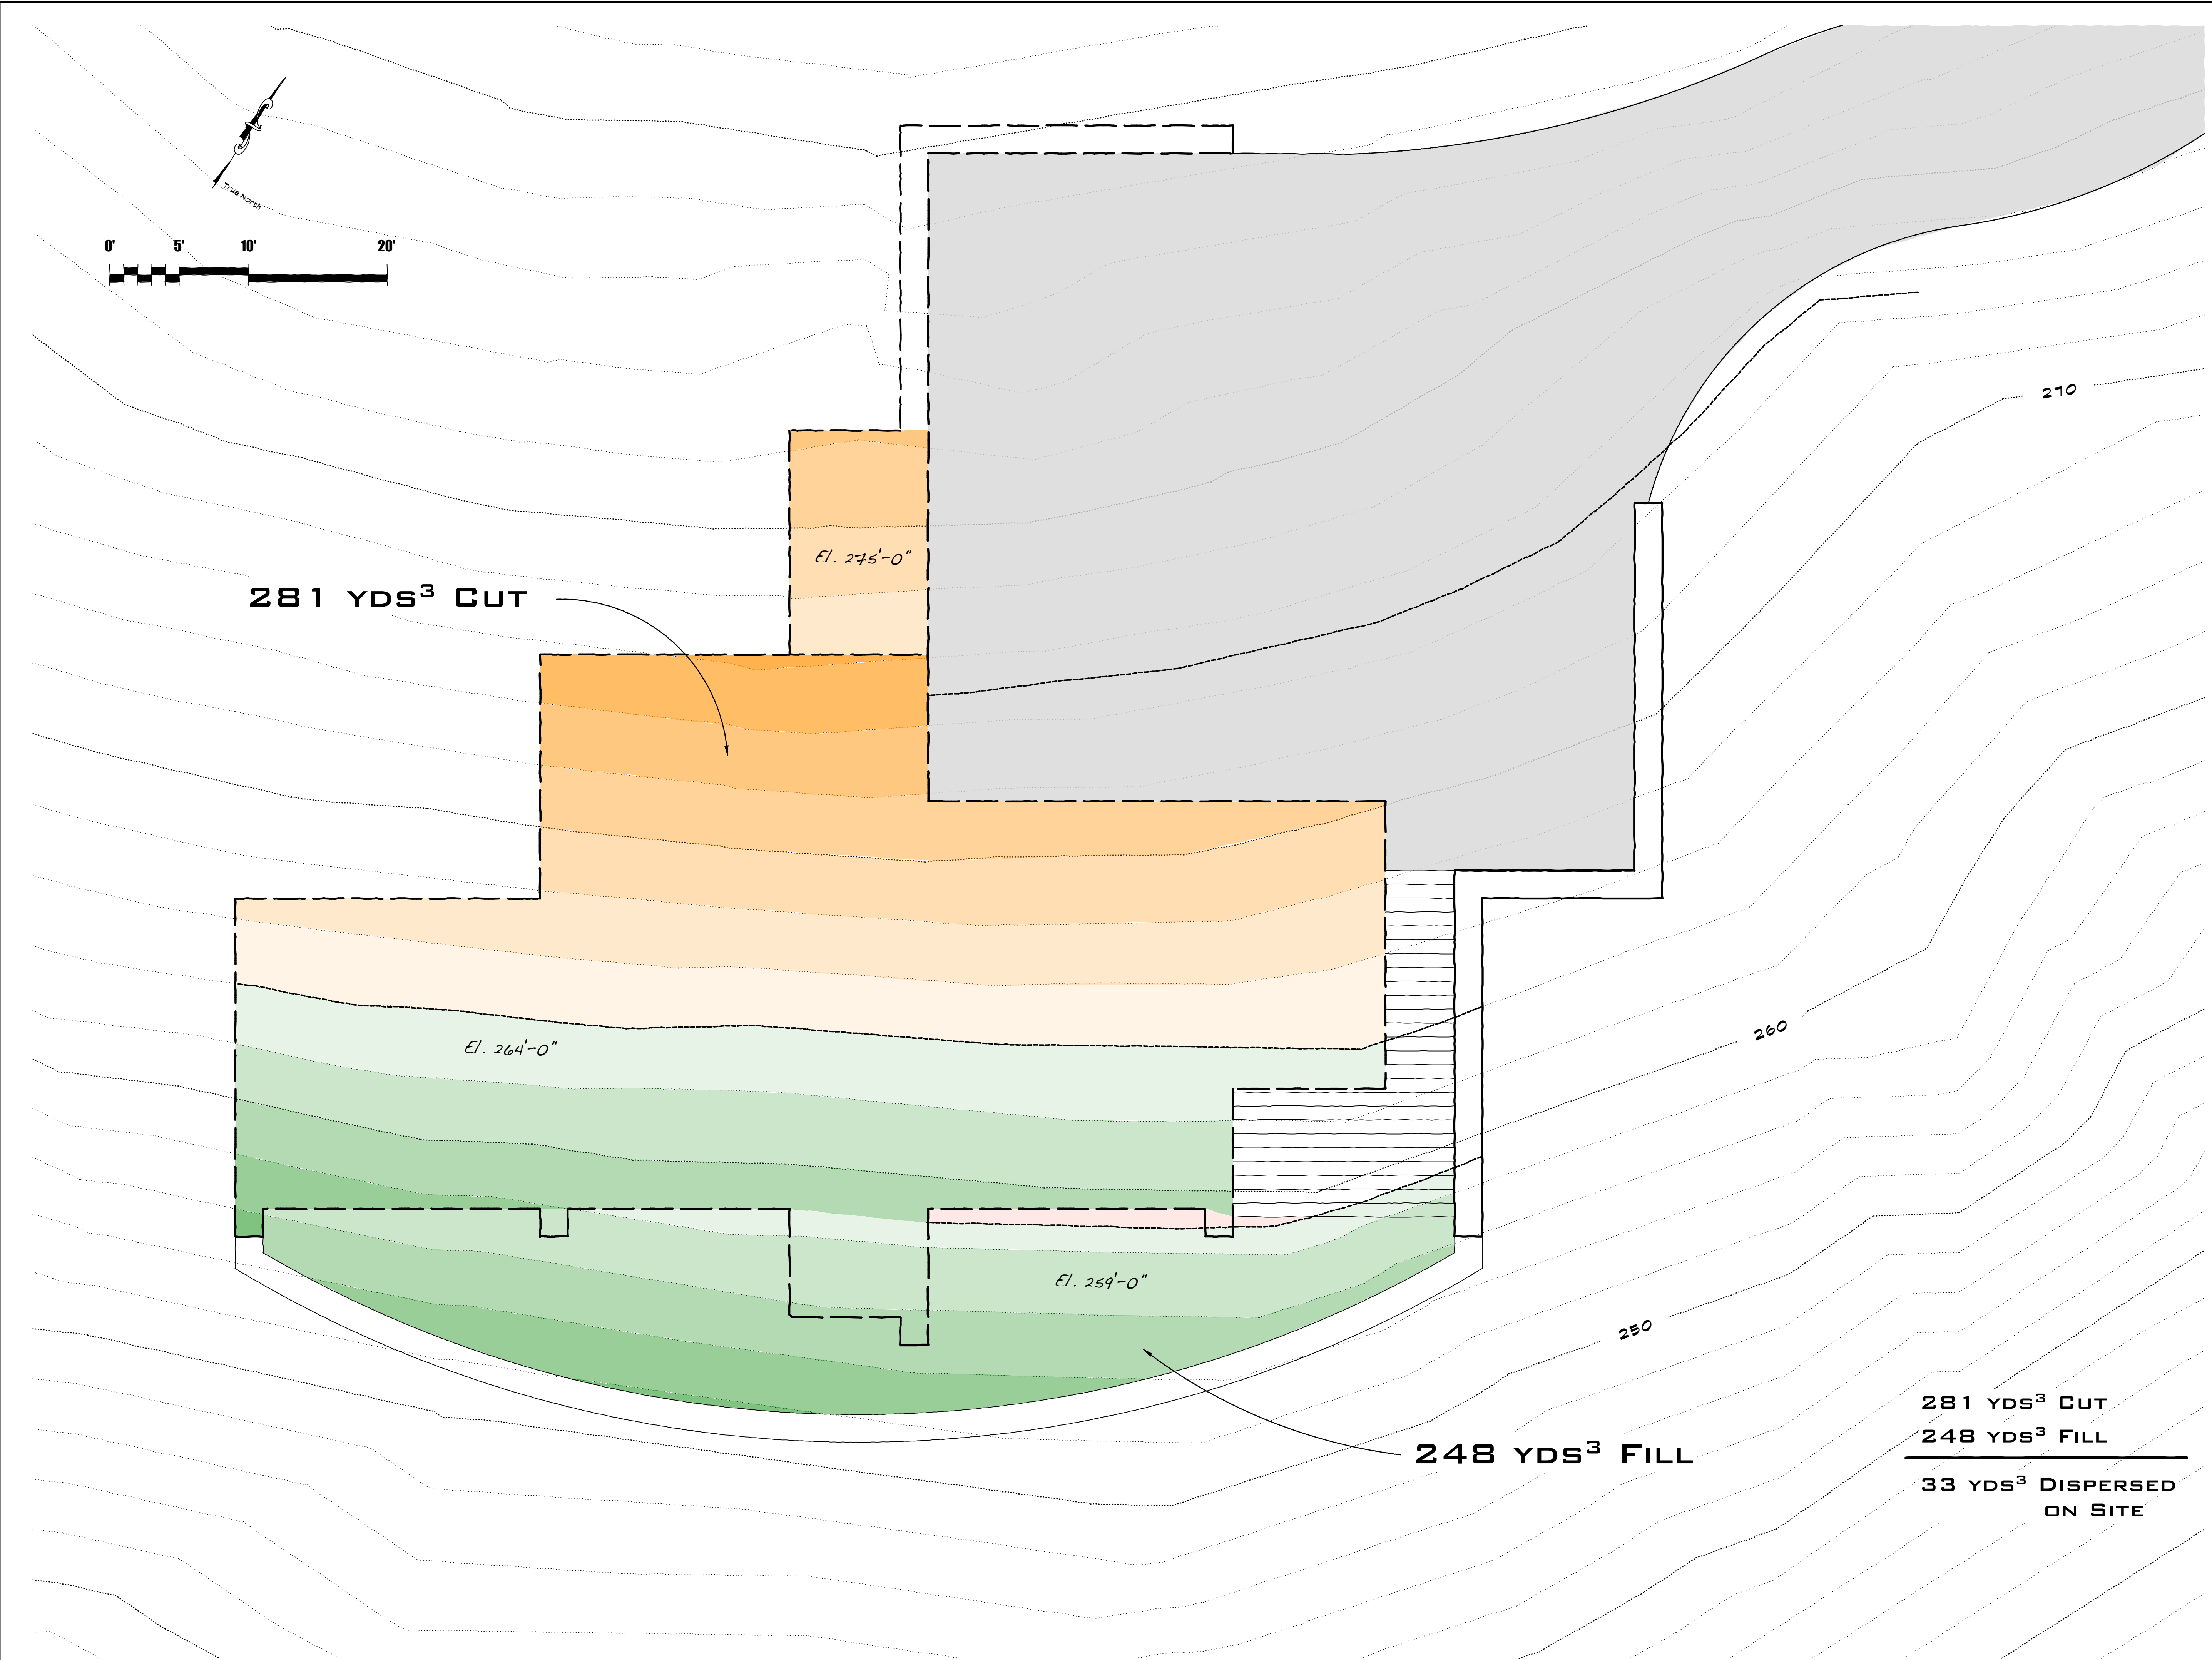 True North
0' 5' 10' 20'
270
El. 275'-0"
281 YDS³ CUT
260
El. 264'-0"
El. 259'-0"
250
248 YDS³ FILL
281 YDS³ CUT
248 YDS³ FILL
33 YDS³ DISPERSED
ON SITE